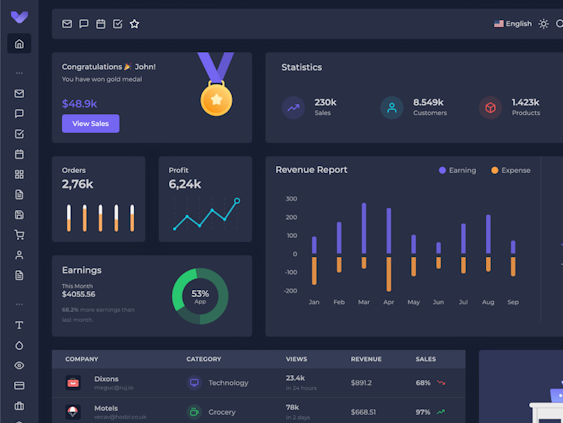 English
Congratulations John!
You have won gold medal
$48.9k
View Sales
Statistics
230k
Sales
8.549k
Customers
1.423k
Products
Orders
2,76k
Profit
6,24k
Revenue Report
Earning
Expense
300
200
100
0
-100
-200
Jan Feb Mar Apr May Jun Jul Aug Sep
Earnings
This Month
$4055.56
68.2% more earnings than
last month.
53%
App
COMPANY CATEGORY VIEWS REVENUE SALES
Dixons
meguc@ruj.io
Technology
23.4k
in 24 hours
$891.2
68%
Motels
Grocery
78k
in 2 days
$668.51
97%
T